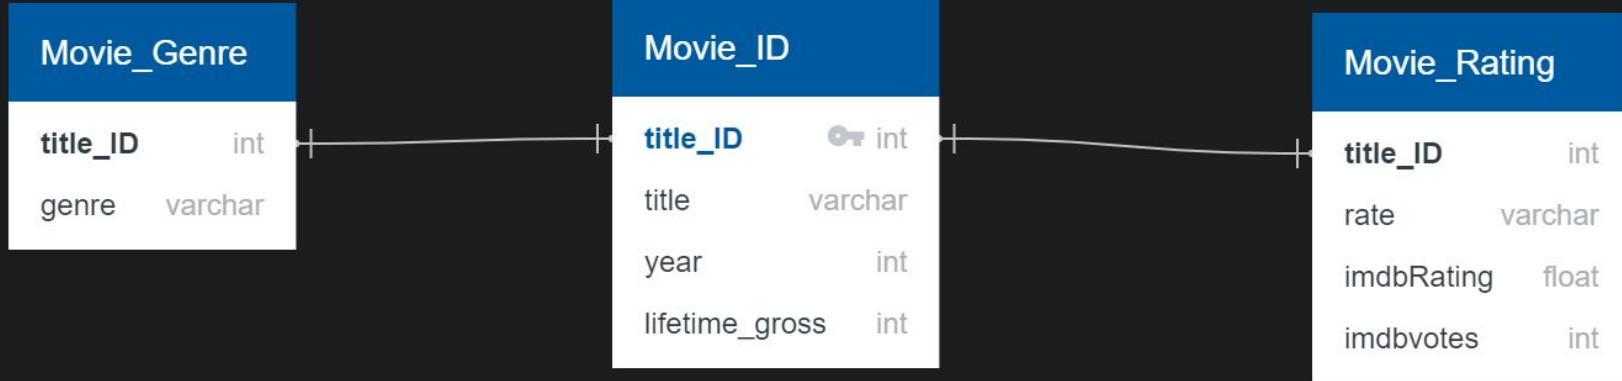 Movie_Genre
title_ID int
genre varchar
Movie_ID
title_ID int
title varchar
year int
lifetime_gross int
Movie_Rating
title_ID int
rate varchar
imdbRating float
imdbvotes int